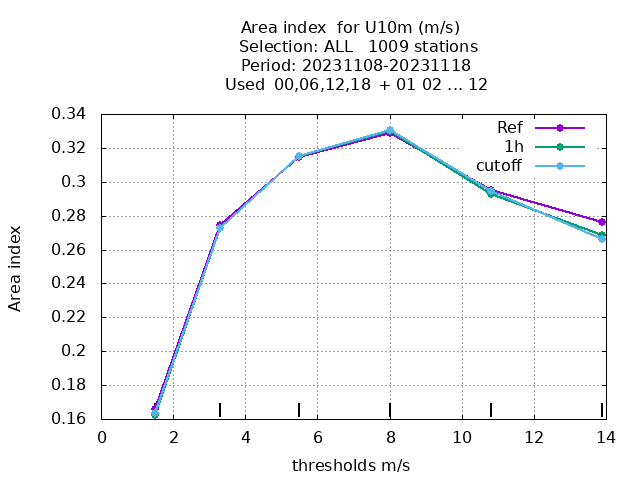 Area index  for U10m (m/s)
Selection: ALL   1009 stations
Period: 20231108-20231118
Used  00,06,12,18  + 01 02 ... 12
0.34
0.32
0.3
0.28
0.26
0.24
0.22
0.2
0.18
0.16
Area index
Ref
1h
cutoff
0 2 4 6 8 10 12 14
thresholds m/s